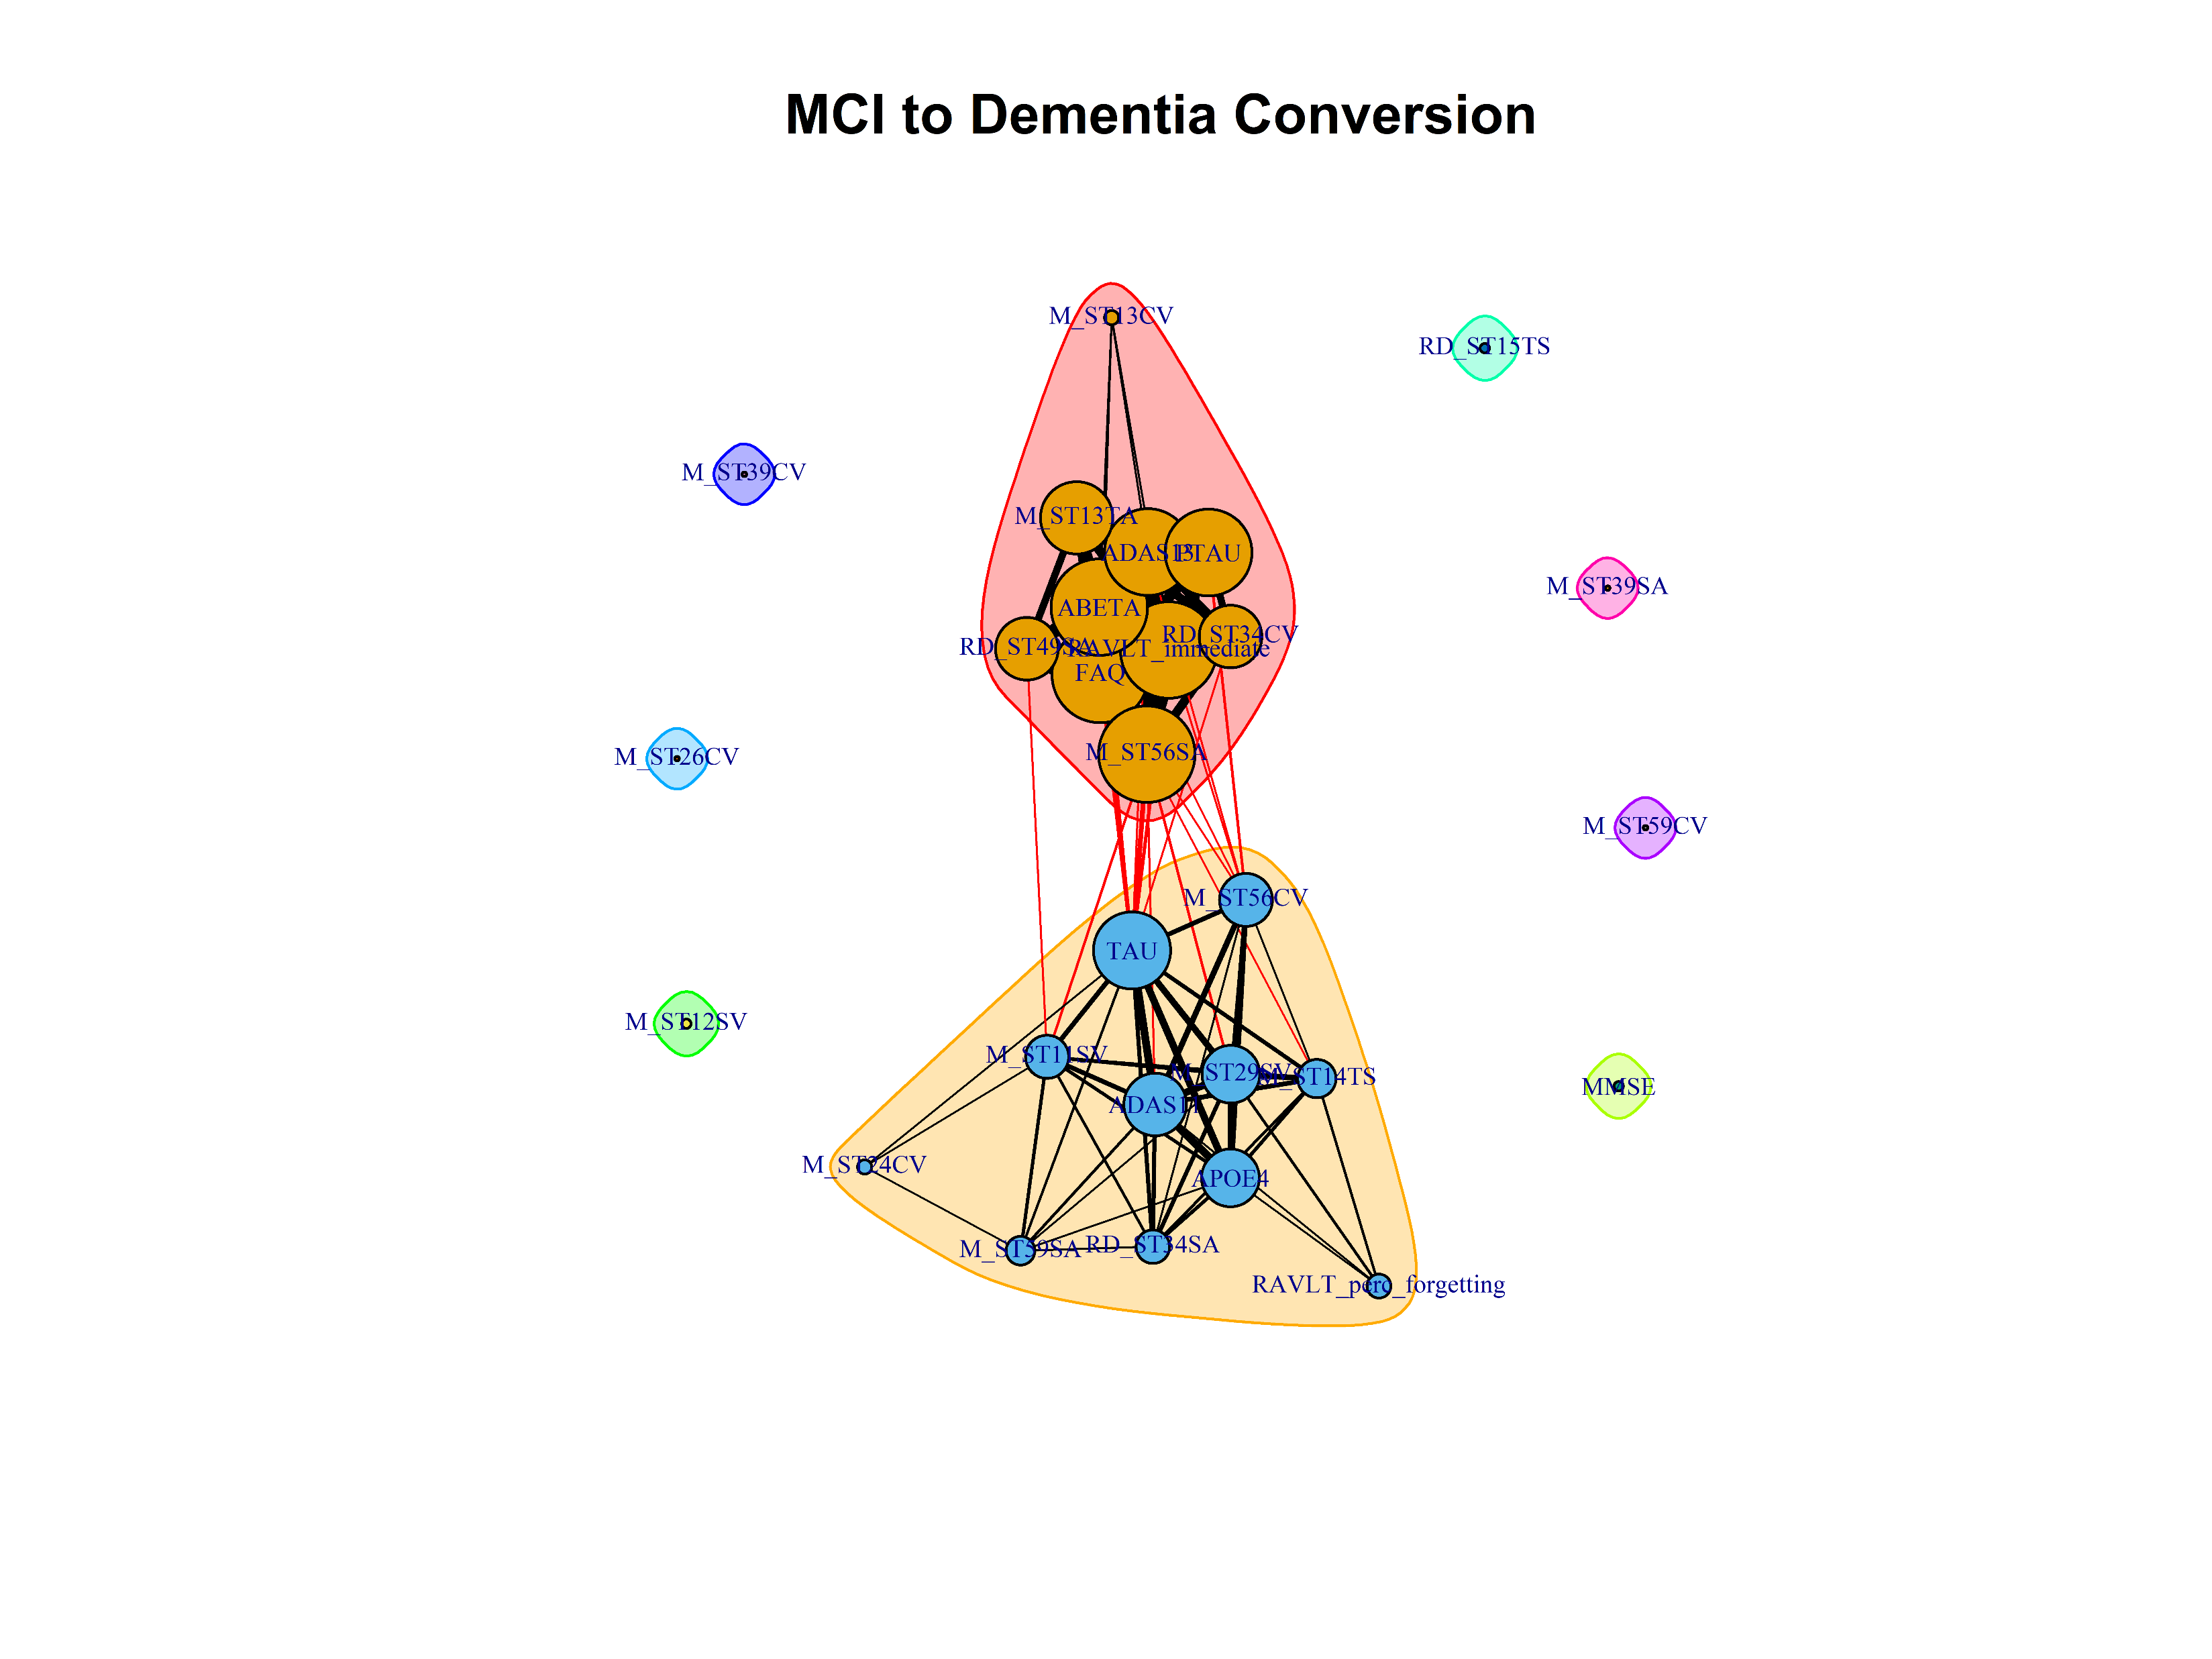 MCI to Dementia Conversion
M_ST13CV
RD_ST15TS
M_ST39CV
M_ST13TA
ADAS13
PTAU
M_ST39SA
ABETA
RD_ST34CV
RD_ST49SA
RAVLT_immediate
FAQ
M_ST56SA
M_ST26CV
M_ST59CV
M_ST56CV
TAU
M_ST12SV
M_ST11SV
M_ST29SV
M_ST14TS
MMSE
ADAS11
M_ST24CV
APOE4
M_ST59SA
RD_ST34SA
RAVLT_perc_forgetting